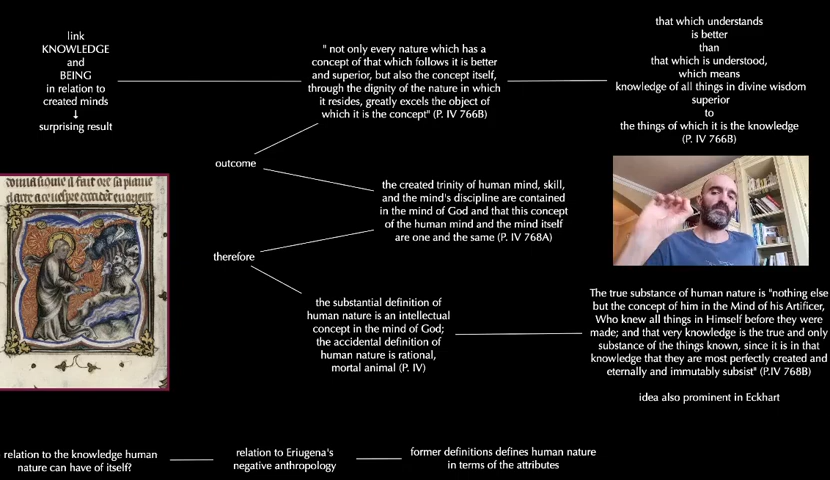 link
KNOWLEDGE
and
BEING
in relation to
created minds
↓
surprising result
" not only every nature which has a
concept of that which follows it is better
and superior, but also the concept itself,
through the dignity of the nature in which
it resides, greatly excels the object of
which it is the concept" (P. IV 766B)
that which understands
is better
than
that which is understood,
which means
knowledge of all things in divine wisdom
superior
to
the things of which it is the knowledge
(P. IV 766B)
outcome
the created trinity of human mind, skill,
and the mind's discipline are contained
in the mind of God and that this concept
of the human mind and the mind itself
are one and the same (P. IV 768A)
therefore
the substantial definition of
human nature is an intellectual
concept in the mind of God;
the accidental definition of
human nature is rational,
mortal animal (P. IV)
The true substance of human nature is "nothing else
but the concept of him in the Mind of his Artificer,
Who knew all things in Himself before they were
made; and that very knowledge is the true and only
substance of the things known, since it is in that
knowledge that they are most perfectly created and
eternally and immutably subsist" (P.IV 768B)
idea also prominent in Eckhart
relation to the knowledge human
nature can have of itself?
relation to Eriugena's
negative anthropology
former definitions defines human nature
in terms of the attributes